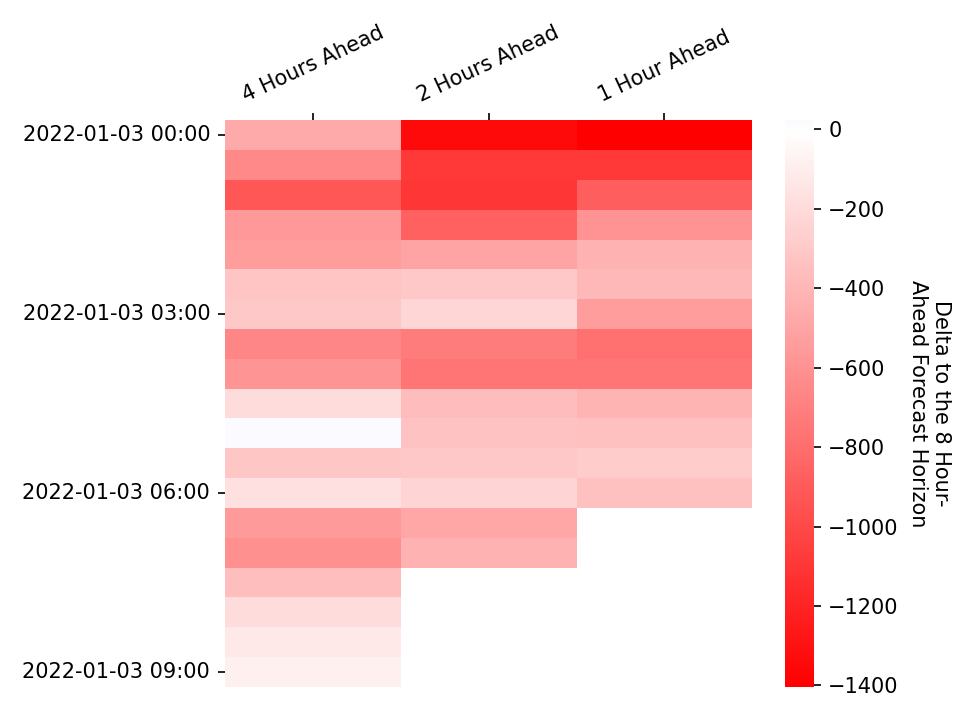 4 Hours Ahead
2 Hours Ahead
1 Hour Ahead
2022-01-03 00:00
2022-01-03 03:00
2022-01-03 06:00
2022-01-03 09:00
0
−200
−400
−600
−800
−1000
−1200
−1400
Delta to the 8 Hour-
Ahead Forecast Horizon